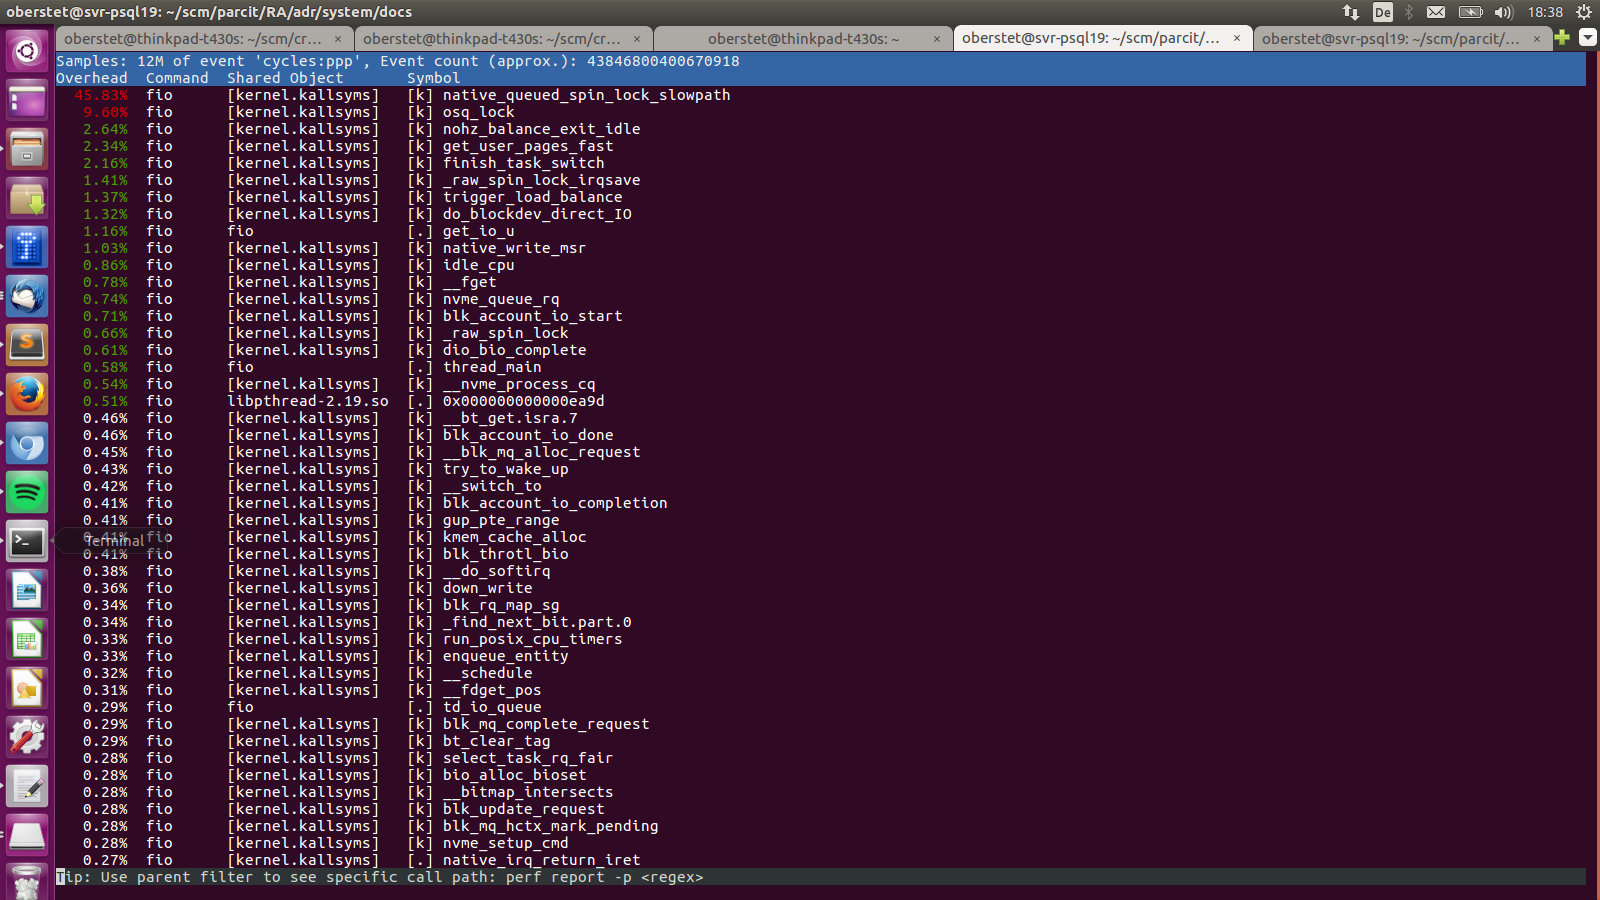 oberstet@svr-psql19: ~/scm/parcit/RA/adr/system/docs
De
18:38
oberstet@thinkpad-t430s: ~/scm/cr... ×
oberstet@thinkpad-t430s: ~/scm/cr... ×
oberstet@thinkpad-t430s: ~ ×
oberstet@svr-psql19: ~/scm/parcit/... ×
oberstet@svr-psql19: ~/scm/parcit/... ×
Samples: 12M of event 'cycles:ppp', Event count (approx.): 43846800400670918
Overhead  Command  Shared Object       Symbol
45.83%  fio      [kernel.kallsyms]   [k] native_queued_spin_lock_slowpath
9.60%  fio      [kernel.kallsyms]   [k] osq_lock
2.64%  fio      [kernel.kallsyms]   [k] nohz_balance_exit_idle
2.34%  fio      [kernel.kallsyms]   [k] get_user_pages_fast
2.16%  fio      [kernel.kallsyms]   [k] finish_task_switch
1.41%  fio      [kernel.kallsyms]   [k] _raw_spin_lock_irqsave
1.37%  fio      [kernel.kallsyms]   [k] trigger_load_balance
1.32%  fio      [kernel.kallsyms]   [k] do_blockdev_direct_IO
1.16%  fio      fio                 [.] get_io_u
1.03%  fio      [kernel.kallsyms]   [k] native_write_msr
0.86%  fio      [kernel.kallsyms]   [k] idle_cpu
0.78%  fio      [kernel.kallsyms]   [k] __fget
0.74%  fio      [kernel.kallsyms]   [k] nvme_queue_rq
0.71%  fio      [kernel.kallsyms]   [k] blk_account_io_start
0.66%  fio      [kernel.kallsyms]   [k] _raw_spin_lock
0.61%  fio      [kernel.kallsyms]   [k] dio_bio_complete
0.58%  fio      fio                 [.] thread_main
0.54%  fio      [kernel.kallsyms]   [k] __nvme_process_cq
0.51%  fio      libpthread-2.19.so  [.] 0x000000000000ea9d
0.46%  fio      [kernel.kallsyms]   [k] __bt_get.isra.7
0.46%  fio      [kernel.kallsyms]   [k] blk_account_io_done
0.45%  fio      [kernel.kallsyms]   [k] __blk_mq_alloc_request
0.43%  fio      [kernel.kallsyms]   [k] try_to_wake_up
0.42%  fio      [kernel.kallsyms]   [k] __switch_to
0.41%  fio      [kernel.kallsyms]   [k] blk_account_io_completion
0.41%  fio      [kernel.kallsyms]   [k] gup_pte_range
0.41%  fio      [kernel.kallsyms]   [k] kmem_cache_alloc
Terminal
0.41%  fio      [kernel.kallsyms]   [k] blk_throtl_bio
0.38%  fio      [kernel.kallsyms]   [k] __do_softirq
0.36%  fio      [kernel.kallsyms]   [k] down_write
0.34%  fio      [kernel.kallsyms]   [k] blk_rq_map_sg
0.34%  fio      [kernel.kallsyms]   [k] _find_next_bit.part.0
0.33%  fio      [kernel.kallsyms]   [k] run_posix_cpu_timers
0.33%  fio      [kernel.kallsyms]   [k] enqueue_entity
0.32%  fio      [kernel.kallsyms]   [k] __schedule
0.31%  fio      [kernel.kallsyms]   [k] __fdget_pos
0.29%  fio      fio                 [.] td_io_queue
0.29%  fio      [kernel.kallsyms]   [k] blk_mq_complete_request
0.29%  fio      [kernel.kallsyms]   [k] bt_clear_tag
0.28%  fio      [kernel.kallsyms]   [k] select_task_rq_fair
0.28%  fio      [kernel.kallsyms]   [k] bio_alloc_bioset
0.28%  fio      [kernel.kallsyms]   [k] __bitmap_intersects
0.28%  fio      [kernel.kallsyms]   [k] blk_update_request
0.28%  fio      [kernel.kallsyms]   [k] blk_mq_hctx_mark_pending
0.28%  fio      [kernel.kallsyms]   [k] nvme_setup_cmd
0.27%  fio      [kernel.kallsyms]   [.] native_irq_return_iret
Tip: Use parent filter to see specific call path: perf report -p <regex>